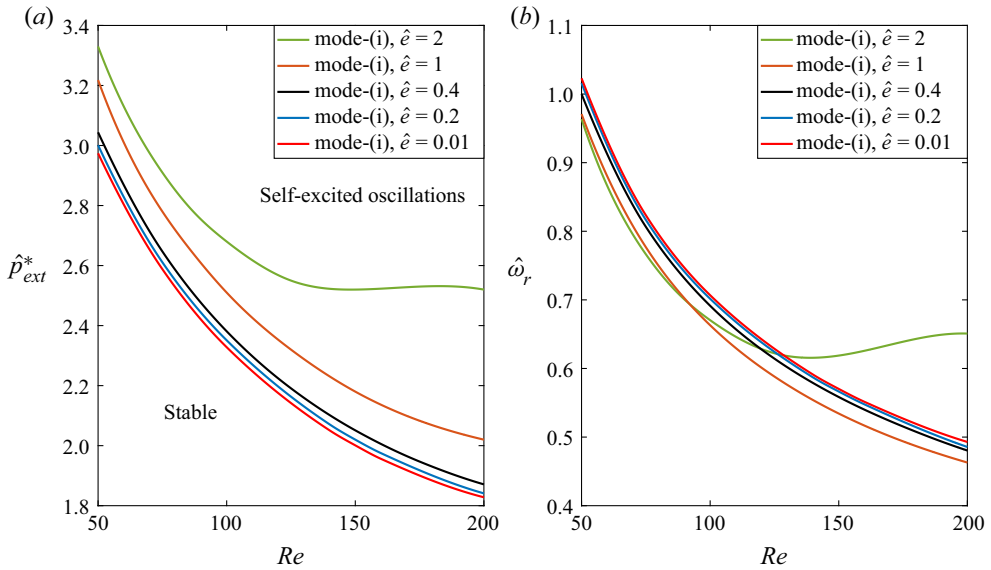 (a)
3.4
3.2
3.0
2.8
2.6
2.4
2.2
2.0
1.8
p̂*ext
mode-(i), ê = 2
mode-(i), ê = 1
mode-(i), ê = 0.4
mode-(i), ê = 0.2
mode-(i), ê = 0.01
Self-excited oscillations
Stable
50 100 150 200
Re
(b)
1.1
1.0
0.9
0.8
0.7
0.6
0.5
0.4
ω̂r
mode-(i), ê = 2
mode-(i), ê = 1
mode-(i), ê = 0.4
mode-(i), ê = 0.2
mode-(i), ê = 0.01
50 100 150 200
Re